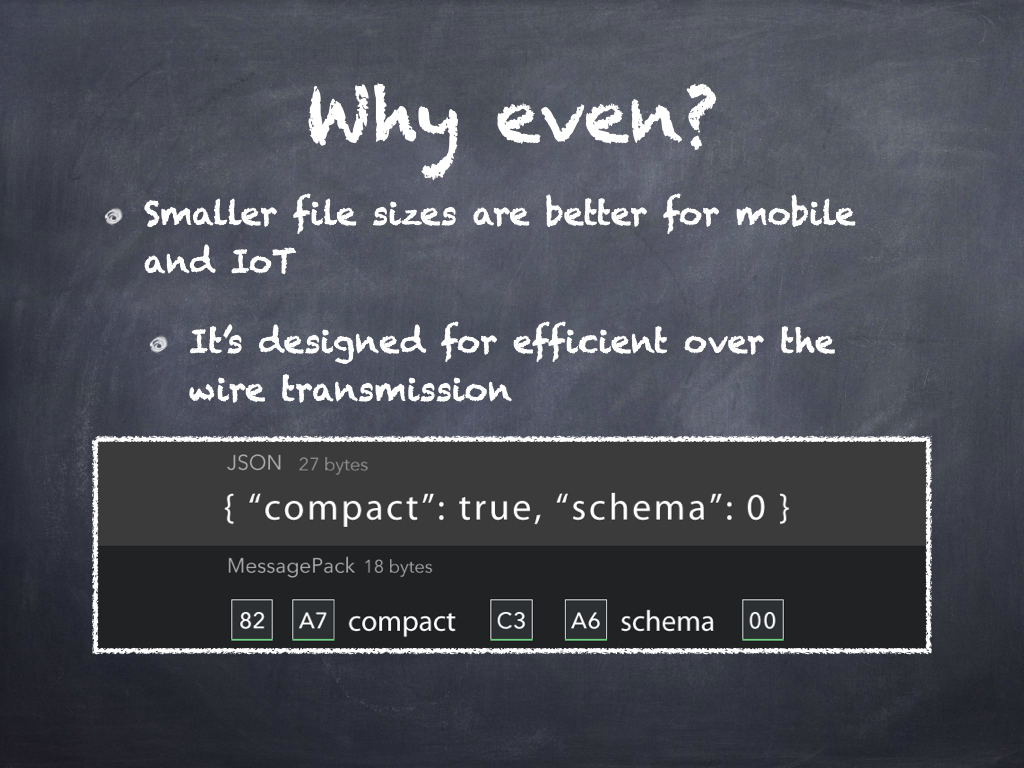 Why even?
Smaller file sizes are better for mobile
and IoT
It’s designed for efficient over the
wire transmission
JSON 27 bytes
{ “compact”: true, “schema”: 0 }
MessagePack 18 bytes
82 A7 compact C3 A6 schema 00